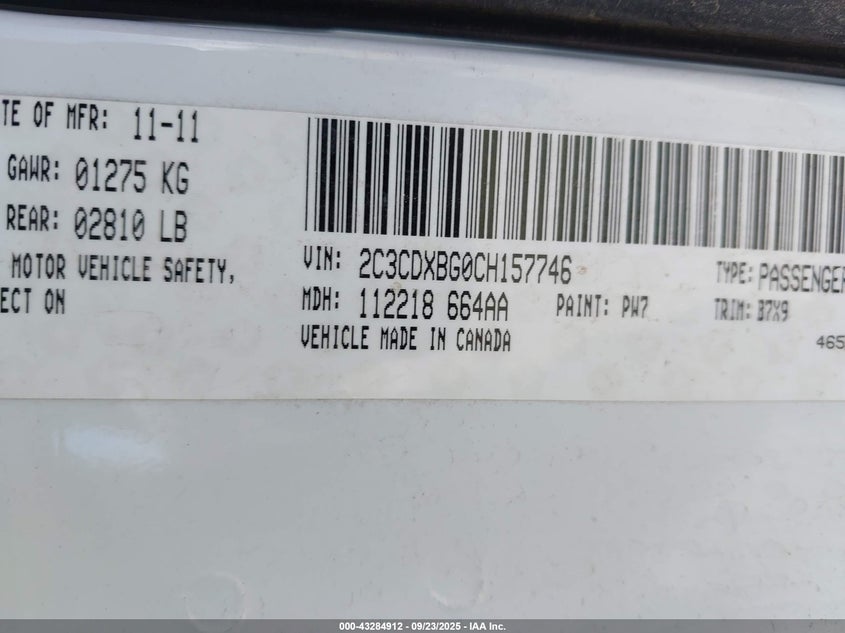 TE OF MFR: 11-11
GAWR: 01275 KG
REAR: 02810 LB
MOTOR VEHICLE SAFETY,
ECT ON
VIN: 2C3CDXBG0CH157746
TYPE: PASSENGER
MDH: 112218 664AA
PAINT: PW7
TRIM: B7X9
VEHICLE MADE IN CANADA
465
000-43284912 - 09/23/2025 - IAA Inc.